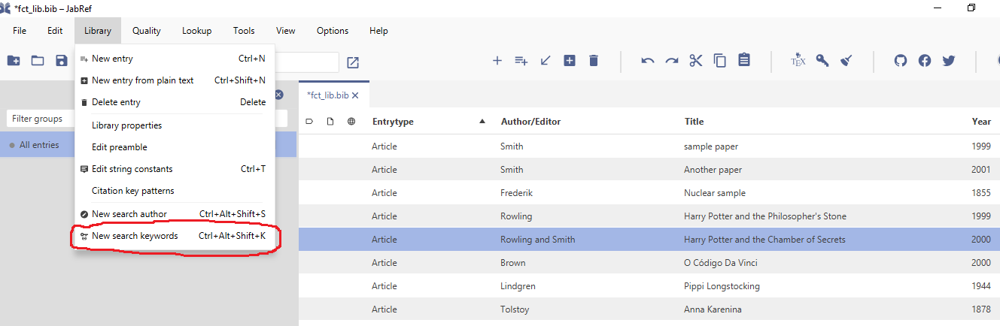 *fct_lib.bib – JabRef
File Edit Library Quality Lookup Tools View Options Help
New entry Ctrl+N
New entry from plain text Ctrl+Shift+N
Delete entry Delete
Library properties
Edit preamble
Edit string constants Ctrl+T
Citation key patterns
New search author Ctrl+Alt+Shift+S
New search keywords Ctrl+Alt+Shift+K
TEX
Filter groups
All entries
*fct_lib.bib
Entrytype Author/Editor Title Year
Article Smith sample paper 1999
Article Smith Another paper 2001
Article Frederik Nuclear sample 1855
Article Rowling Harry Potter and the Philosopher's Stone 1999
Article Rowling and Smith Harry Potter and the Chamber of Secrets 2000
Article Brown O Código Da Vinci 2000
Article Lindgren Pippi Longstocking 1944
Article Tolstoy Anna Karenina 1878